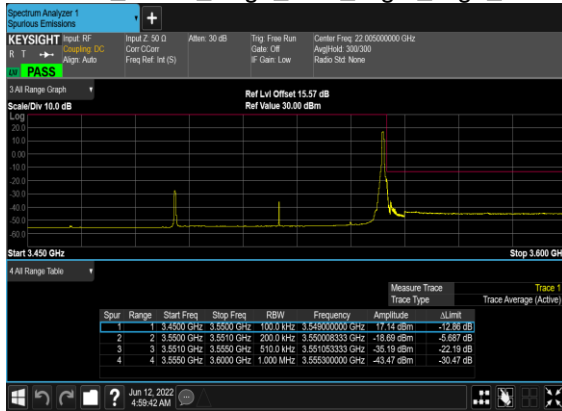 Spectrum Analyzer 1
Spurious Emissions
+
KEYSIGHT Input: RF Input Z: 50 Ω Atten: 30 dB Trig: Free Run Center Freq: 22.005000000 GHz
R T Coupling: DC Corr CCorr Gate: Off Avg|Hold: 300/300
Align: Auto Freq Ref: Int (S) IF Gain: Low Radio Std: None
PASS
3 All Range Graph
Ref Lvl Offset 15.57 dB
Scale/Div 10.0 dB Ref Value 30.00 dBm
Log
20.0
10.0
0.00
-10.0
-20.0
-30.0
-40.0
-50.0
-60.0
Start 3.450 GHz Stop 3.600 GH
4 All Range Table
Measure Trace Trace 1
Trace Type Trace Average (Active)
Spur Range Start Freq Stop Freq RBW Frequency Amplitude ΔLimit
1 1 3.4500 GHz 3.5500 GHz 100.0 kHz 3.549000000 GHz 17.14 dBm -12.86 dB
2 2 3.5500 GHz 3.5510 GHz 200.0 kHz 3.550008333 GHz -18.69 dBm -5.687 dB
3 3 3.5510 GHz 3.5550 GHz 510.0 kHz 3.551053333 GHz -35.19 dBm -22.19 dB
4 4 3.5550 GHz 3.6000 GHz 1.000 MHz 3.555300000 GHz -43.47 dBm -30.47 dB
? Jun 12, 2022
4:59:42 AM